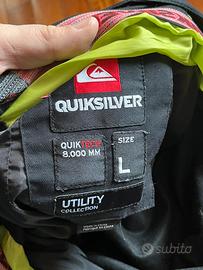 QUIKSILVER
QUIKTECH
8.000 MM
SIZE
L
UTILITY
COLLECTION
subito